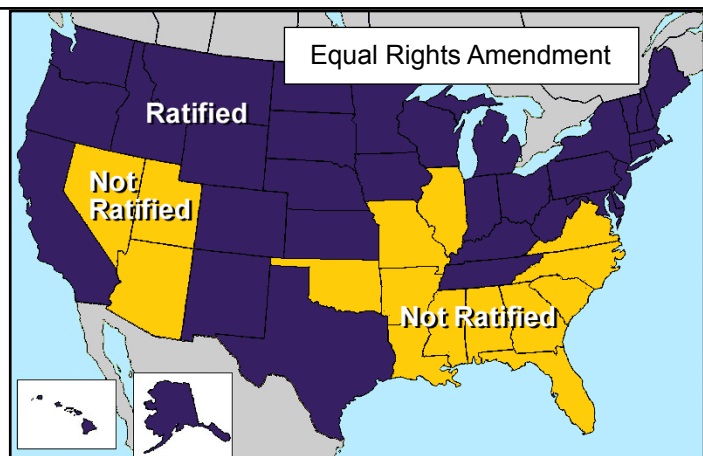 Equal Rights Amendment
Ratified
Not
Ratified
Not Ratified